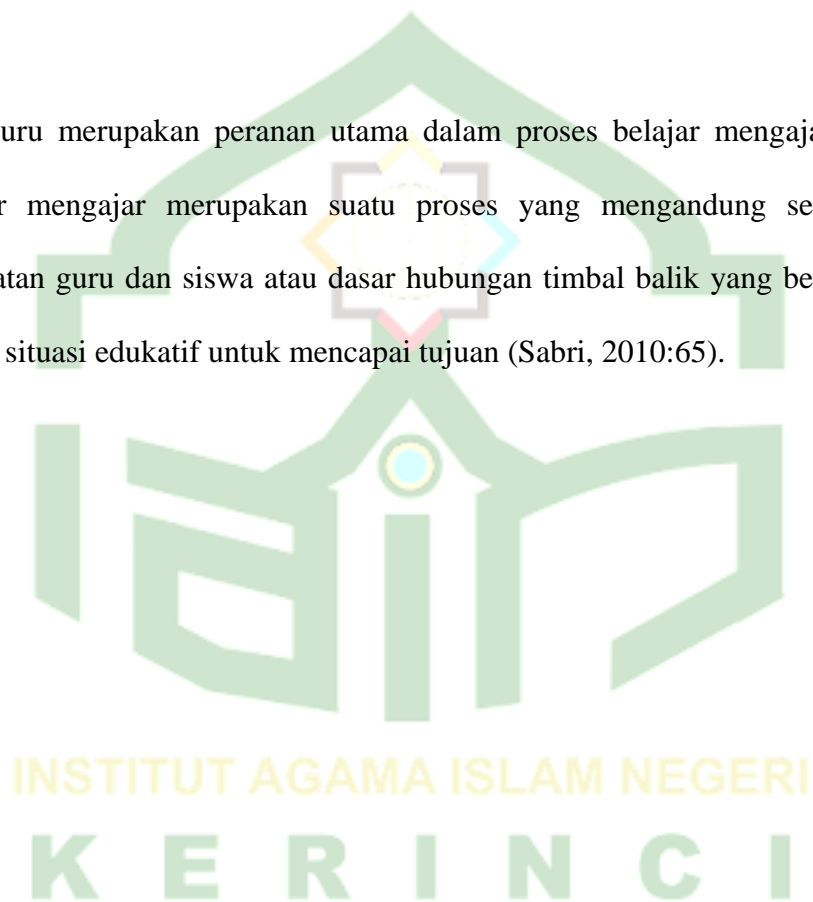 uru merupakan peranan utama dalam proses belajar mengaja
r mengajar merupakan suatu proses yang mengandung se
atan guru dan siswa atau dasar hubungan timbal balik yang be
situasi edukatif untuk mencapai tujuan (Sabri, 2010:65).
iain
INSTITUT AGAMA ISLAM NEGERI
K E R I N C I